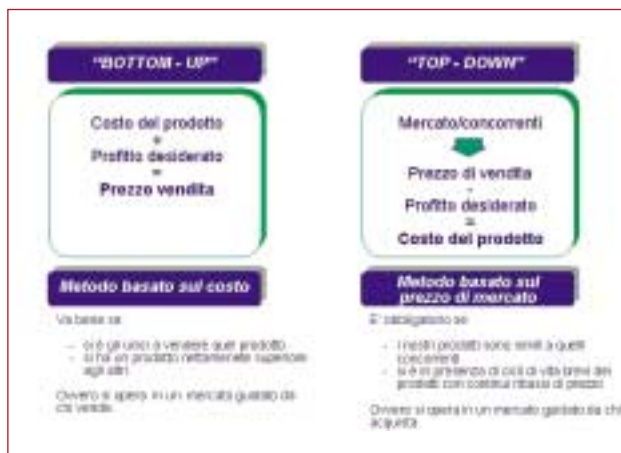 "BOTTOM - UP"
Costo del prodotto
+
Profitto desiderato
=
Prezzo vendita
Metodo basato sul costo
Va bene se
- si è gli unici a vendere quel prodotto
- si ha un prodotto nettamente superiore
agli altri
Ovvero si opera in un mercato guidato da
chi vende.
"TOP - DOWN"
Mercato/concorrenti
Prezzo di vendita
-
Profitto desiderato
=
Costo del prodotto
Metodo basato sul
prezzo di mercato
E' obbligatorio se
- i nostri prodotti sono simili a quelli
concorrenti
- si è in presenza di cicli di vita brevi dei
prodotti con continui ribassi di prezzo
Ovvero si opera in un mercato guidato da chi
acquista.